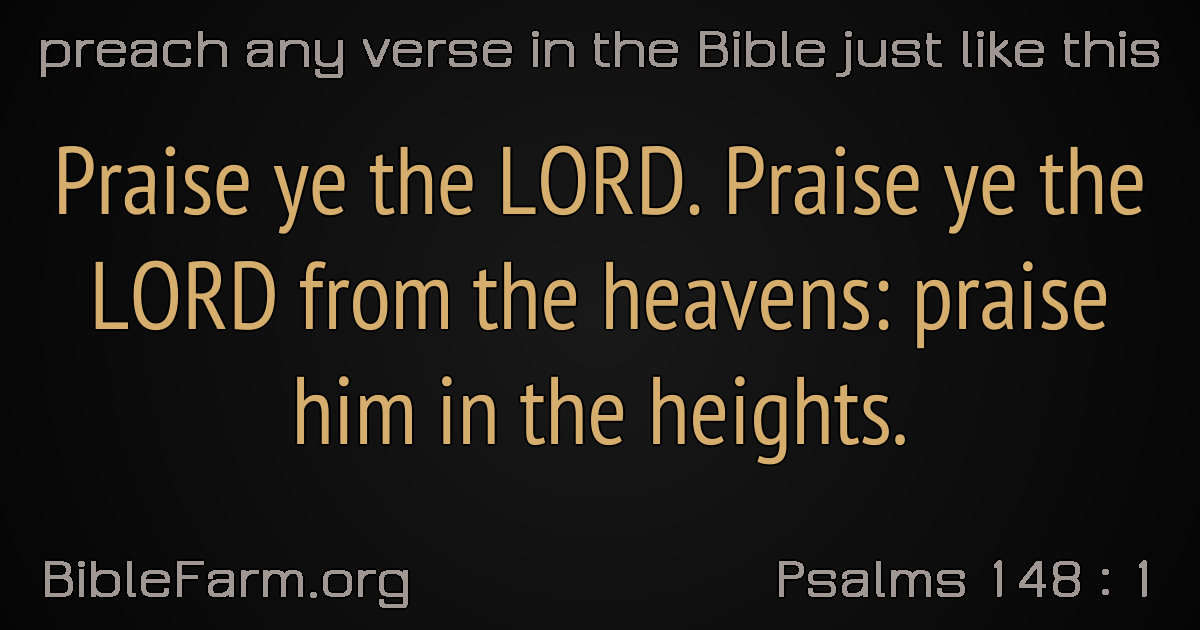 preach any verse in the Bible just like this
Praise ye the LORD. Praise ye the
LORD from the heavens: praise
him in the heights.
BibleFarm.org
Psalms 148 : 1